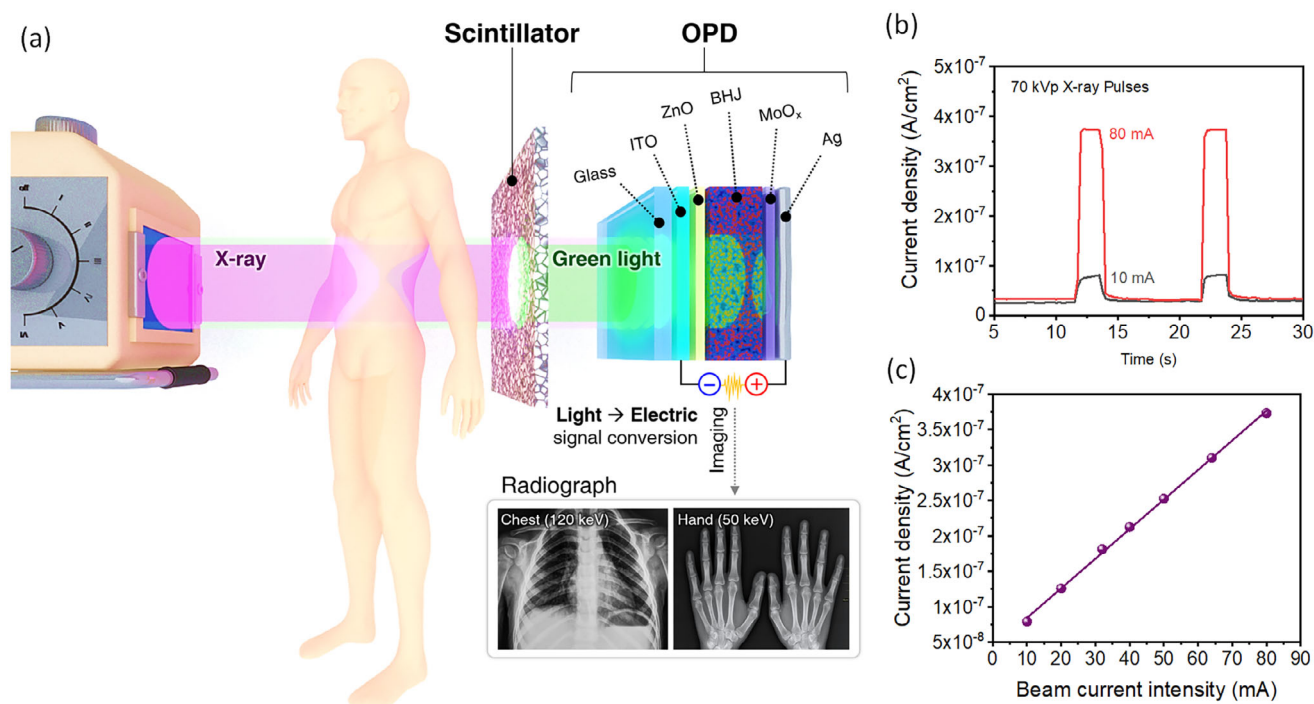 (a)
Scintillator
OPD
Glass
ITO
ZnO
BHJ
MoOₓ
Ag
off
I
II
III
IV
V
VI
X-ray
Green light
Light → Electric
signal conversion
Imaging
Radiograph
Chest (120 keV)
Hand (50 keV)
(b)
70 kVp X-ray Pulses
80 mA
10 mA
Current density (A/cm²)
5x10⁻⁷
4x10⁻⁷
3x10⁻⁷
2x10⁻⁷
1x10⁻⁷
0
5 10 15 20 25 30
Time (s)
(c)
Current density (A/cm²)
4x10⁻⁷
3.5x10⁻⁷
3x10⁻⁷
2.5x10⁻⁷
2x10⁻⁷
1.5x10⁻⁷
1x10⁻⁷
5x10⁻⁸
0 10 20 30 40 50 60 70 80 90
Beam current intensity (mA)